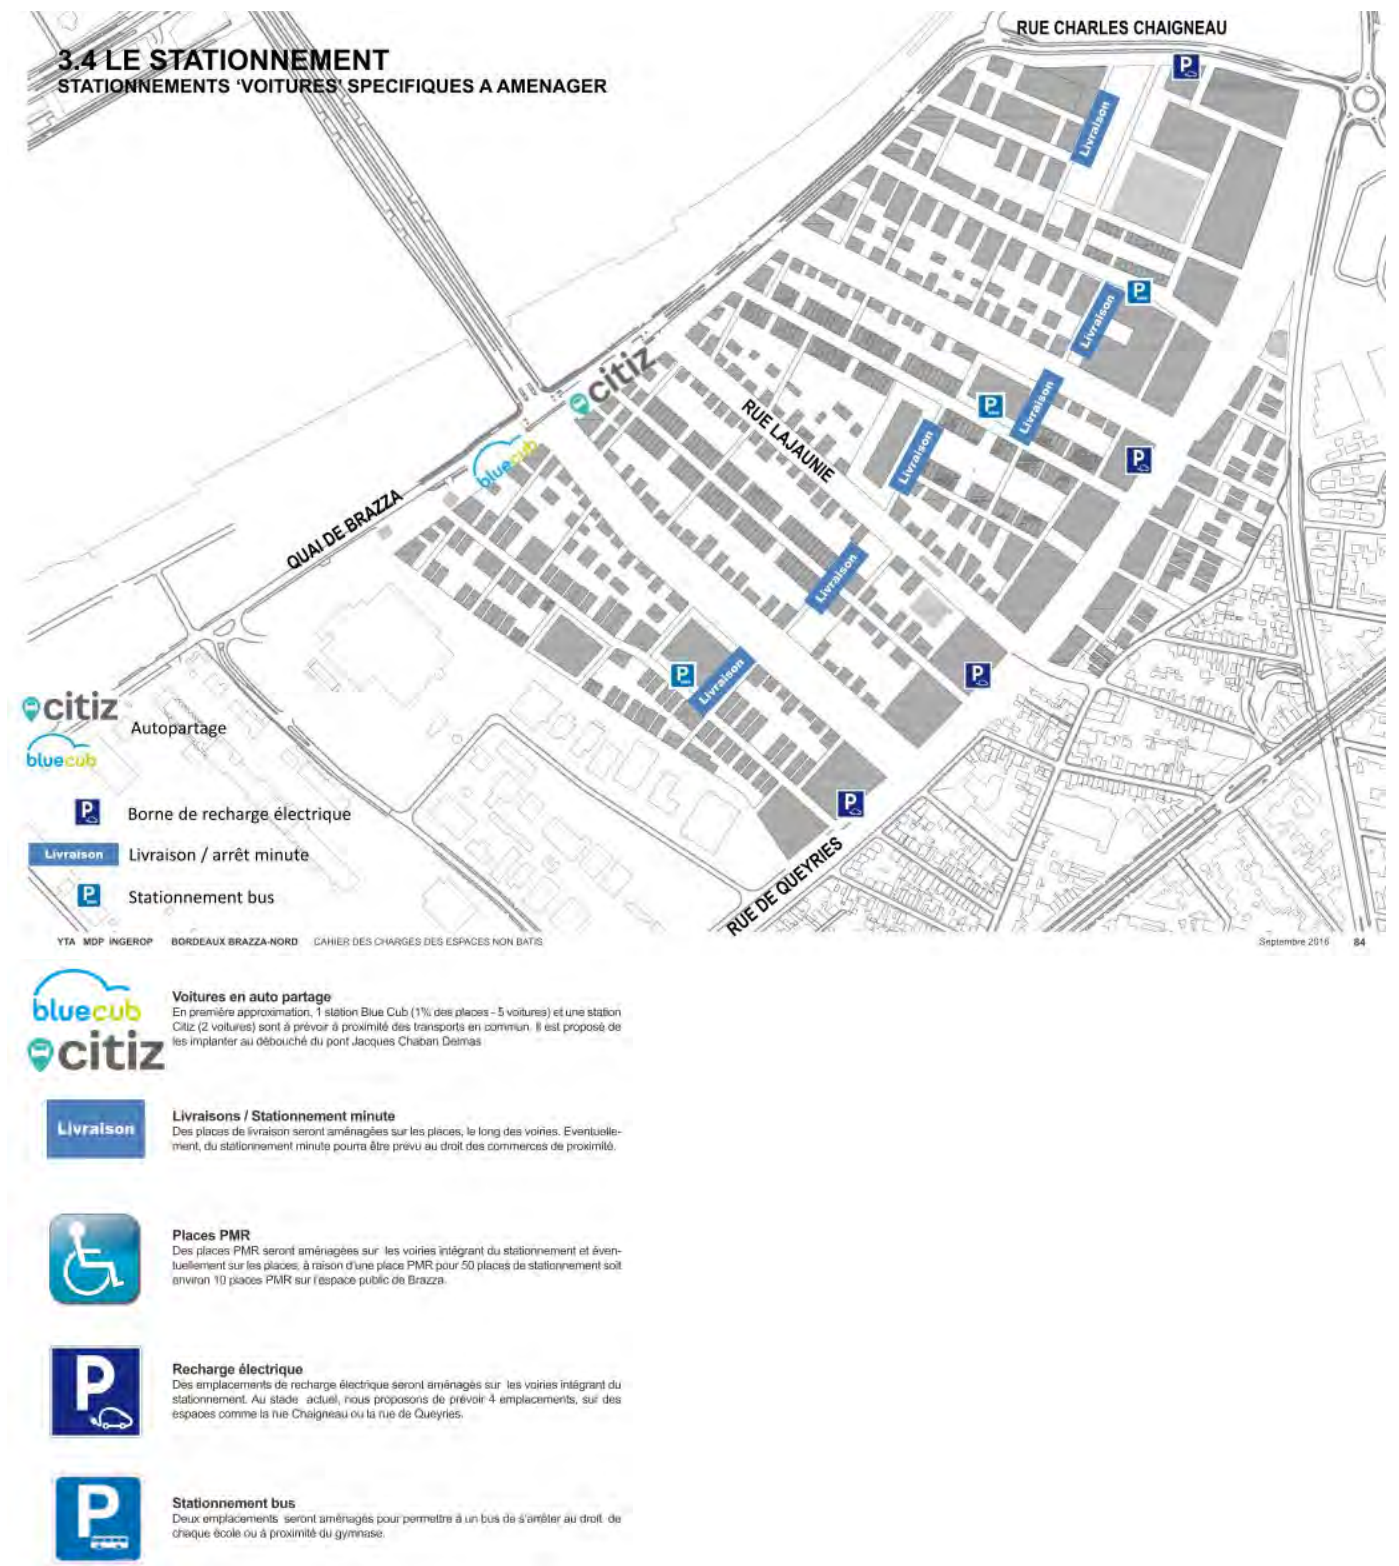 3.4 LE STATIONNEMENT
STATIONNEMENTS 'VOITURES' SPECIFIQUES A AMENAGER
RUE CHARLES CHAIGNEAU
P
Livraison
P
Livraison
citiz
P
Livraison
RUE LAJAUNIE
Livraison
P
bluecub
QUAI DE BRAZZA
Livraison
P
P
Livraison
P
RUE DE QUEYRIES
citiz
Autopartage
bluecub
P
Borne de recharge électrique
Livraison
Livraison / arrêt minute
P
Stationnement bus
YTA MDP INGEROP BORDEAUX BRAZZA-NORD CAHIER DES CHARGES DES ESPACES NON BATIS
Septembre 2016 84
bluecub
citiz
Voitures en auto partage
En première approximation, 1 station Blue Cub (1% des places - 5 voitures) et une station
Citiz (2 voitures) sont à prévoir à proximité des transports en commun. Il est proposé de
les implanter au débouché du pont Jacques Chaban Delmas
Livraison
Livraisons / Stationnement minute
Des places de livraison seront aménagées sur les places, le long des voiries. Eventuelle-
ment, du stationnement minute pourra être prévu au droit des commerces de proximité.
Places PMR
Des places PMR seront aménagées sur les voiries intégrant du stationnement et éven-
tuellement sur les places, à raison d'une place PMR pour 50 places de stationnement soit
environ 10 places PMR sur l'espace public de Brazza.
P
Recharge électrique
Des emplacements de recharge électrique seront aménagés sur les voiries intégrant du
stationnement. Au stade actuel, nous proposons de prévoir 4 emplacements, sur des
espaces comme la rue Chaigneau ou la rue de Queyries.
P
Stationnement bus
Deux emplacements seront aménagés pour permettre à un bus de s'arrêter au droit de
chaque école ou à proximité du gymnase.